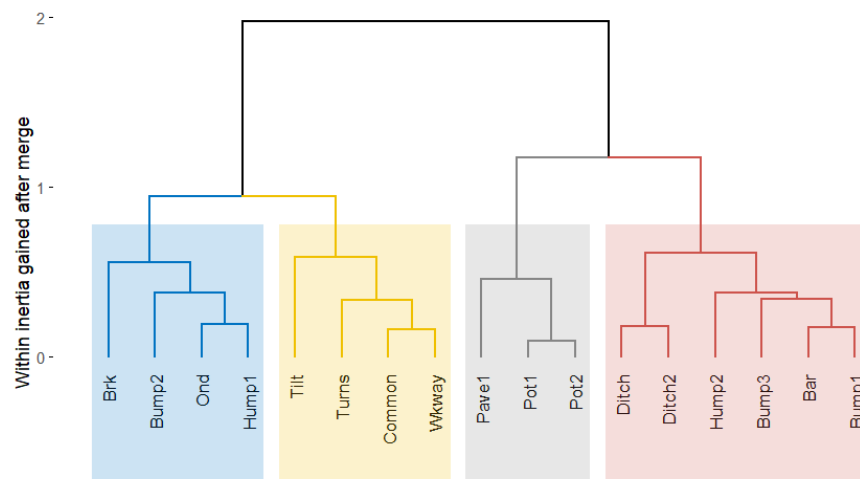 2
1
0
Within inertia gained after merge
Brk
Bump2
Ond
Hump1
Tilt
Turns
Common
Wkway
Pave1
Pot1
Pot2
Ditch
Ditch2
Hump2
Bump3
Bar
Bump1